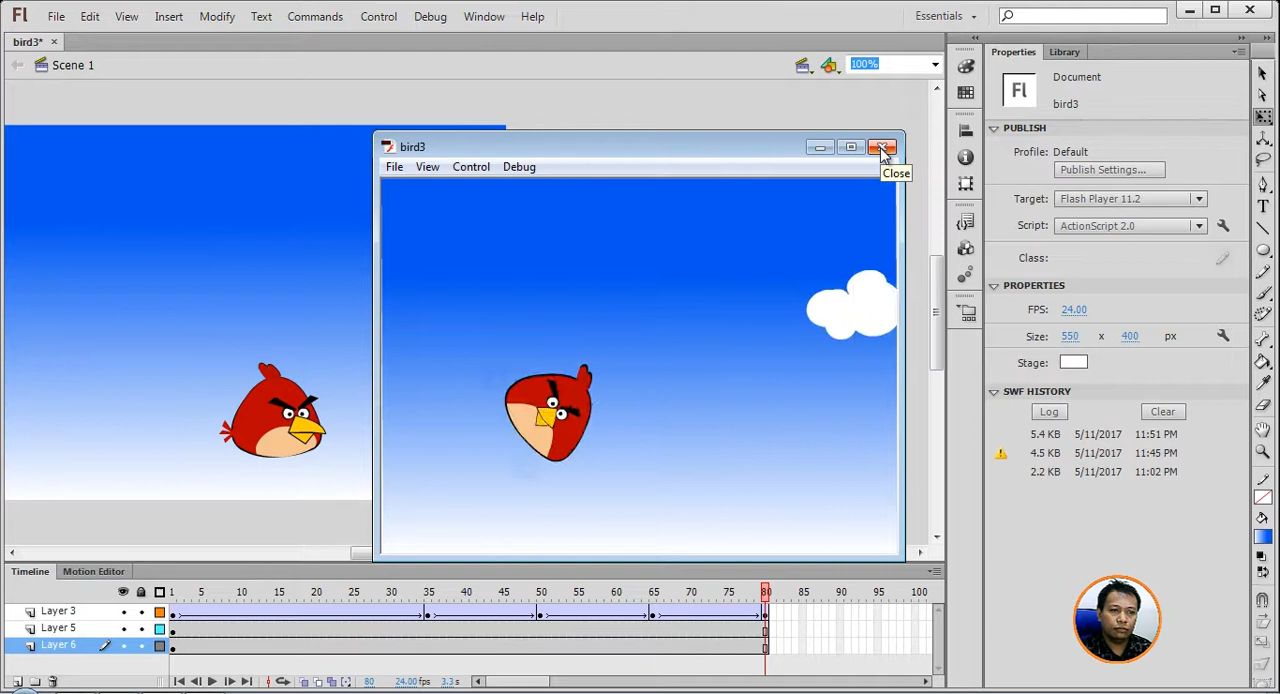 Fl File Edit View Insert Modify Text Commands Control Debug Window Help Essentials
bird3* ×
Scene 1 100%
Properties Library
Fl Document
bird3
PUBLISH
Profile: Default
Publish Settings...
Target: Flash Player 11.2
Script: ActionScript 2.0
Class:
PROPERTIES
FPS: 24.00
Size: 550 x 400 px
Stage:
SWF HISTORY
Log Clear
5.4 KB 5/11/2017 11:51 PM
4.5 KB 5/11/2017 11:45 PM
2.2 KB 5/11/2017 11:02 PM
bird3
File View Control Debug
Close
Timeline Motion Editor
1 5 10 15 20 25 30 35 40 45 50 55 60 65 70 75 80 85 90 95 100
Layer 3
Layer 5
Layer 6
80 24.00 fps 3.3 s